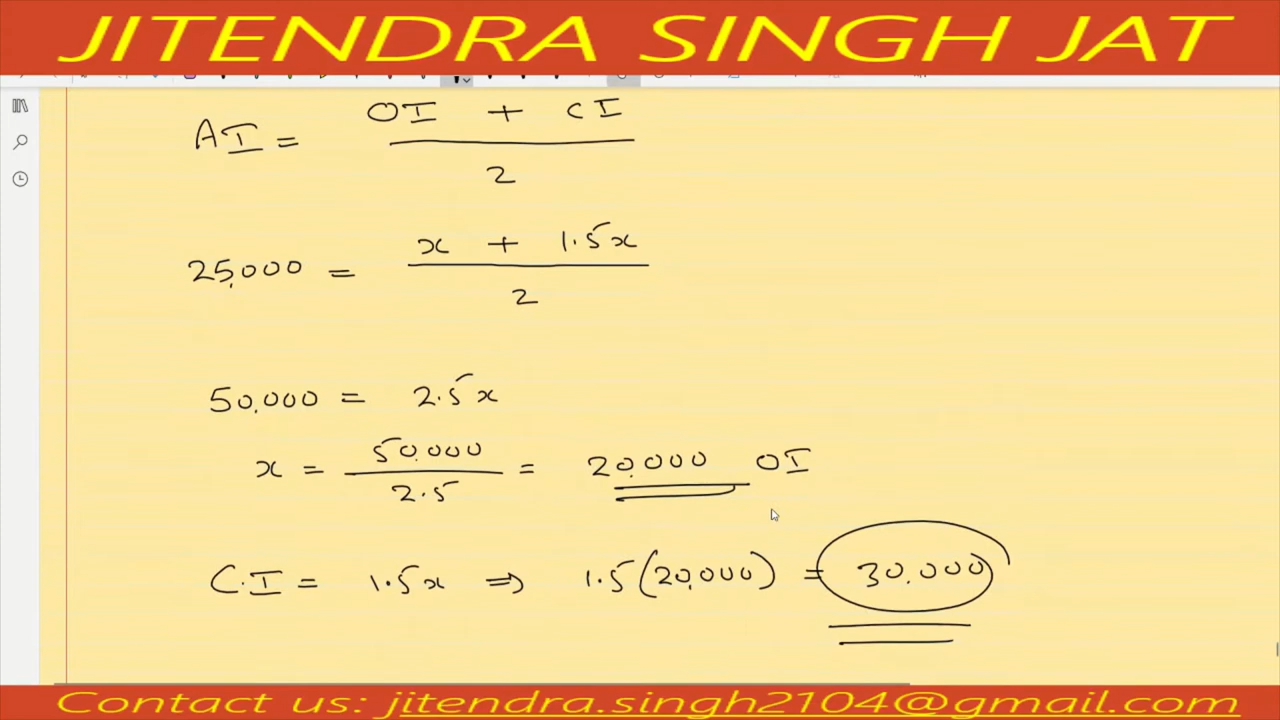 JITENDRA SINGH JAT
AI = OI + CI
2
25,000 = x + 1.5x
2
50,000 = 2.5x
x = 50,000 = 20,000 OI
2.5
C.I = 1.5x ⇒ 1.5(20,000) = 30,000
Contact us: jitendra.singh2104@gmail.com